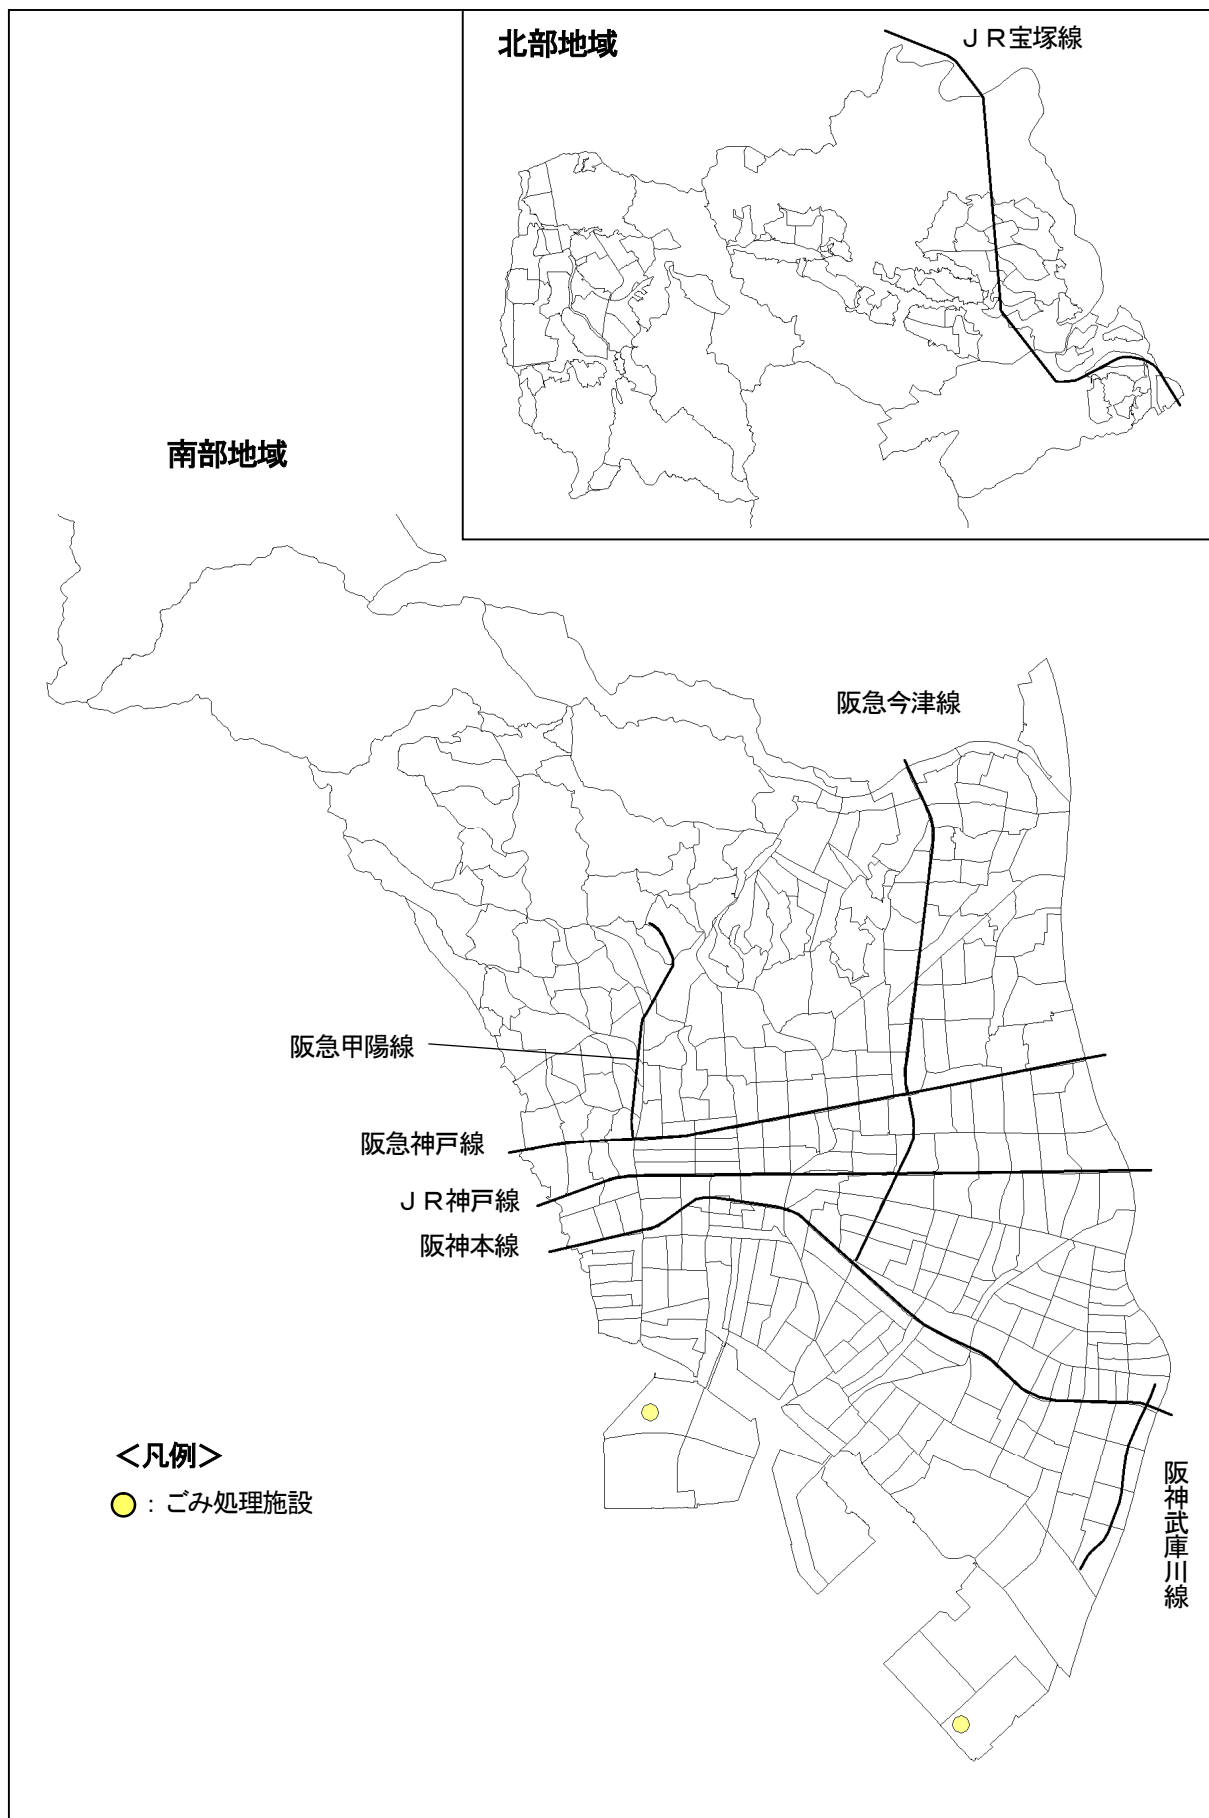 北部地域
ＪＲ宝塚線
南部地域
阪急今津線
阪急甲陽線
阪急神戸線
ＪＲ神戸線
阪神本線
＜凡例＞
：ごみ処理施設
阪神武庫川線